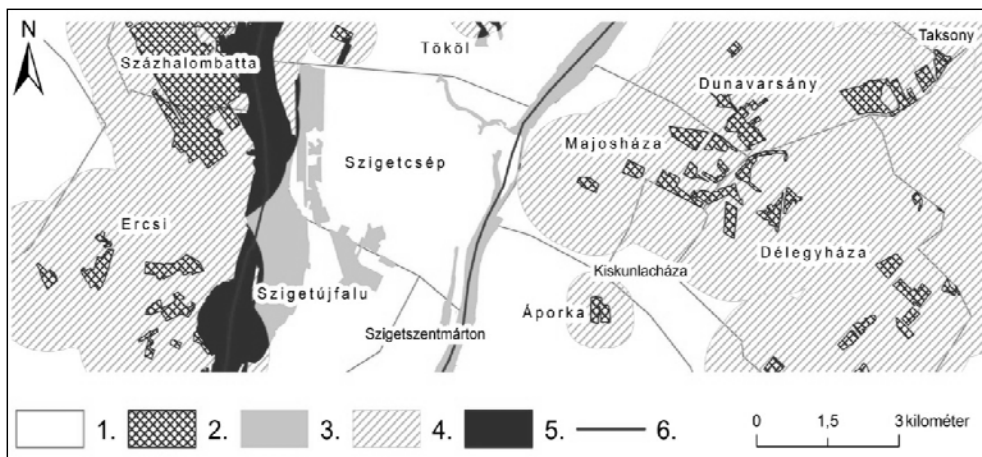 N
Százhalombatta
Tököl
Taksony
Dunavarsány
Szigetcsép
Majosháza
Ercsi
Délegyháza
Kiskunlacháza
Szigetújfalu
Áporka
Szigetszentmárton
1. 2. 3. 4. 5. 6.
0 1,5 3 kilométer